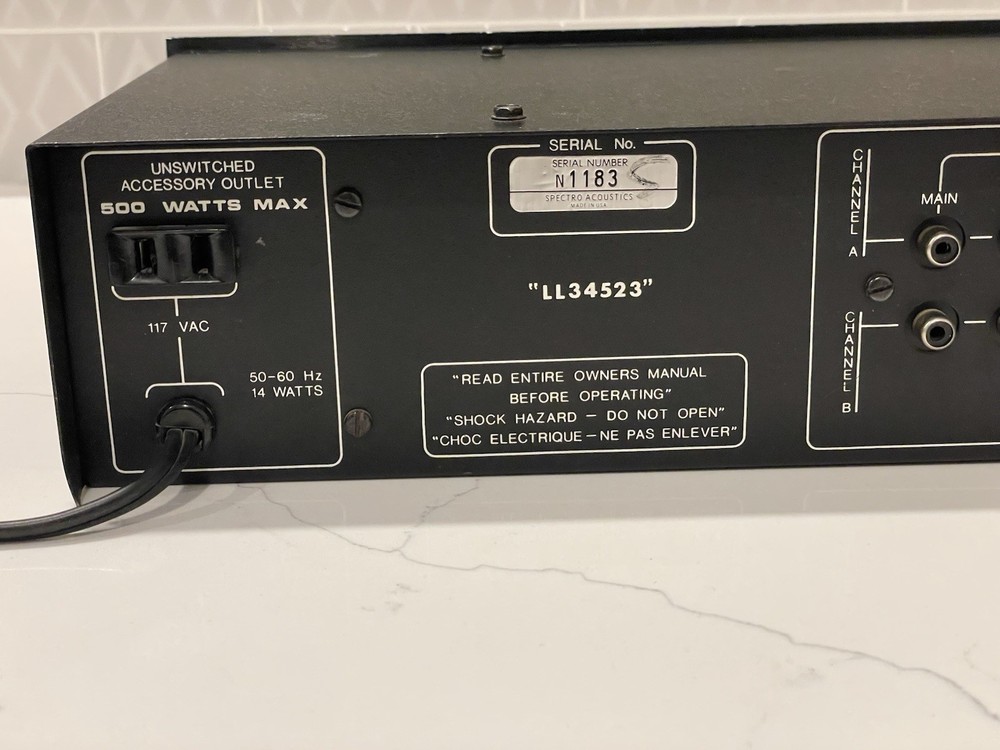 UNSWITCHED
ACCESSORY OUTLET
500 WATTS MAX
117 VAC
50-60 Hz
14 WATTS
SERIAL No.
SERIAL NUMBER
N1183
SPECTRO ACOUSTICS
MADE IN USA
"LL34523"
"READ ENTIRE OWNERS MANUAL
BEFORE OPERATING"
"SHOCK HAZARD - DO NOT OPEN"
"CHOC ELECTRIQUE-NE PAS ENLEVER"
CHANNEL A
MAIN
CHANNEL B